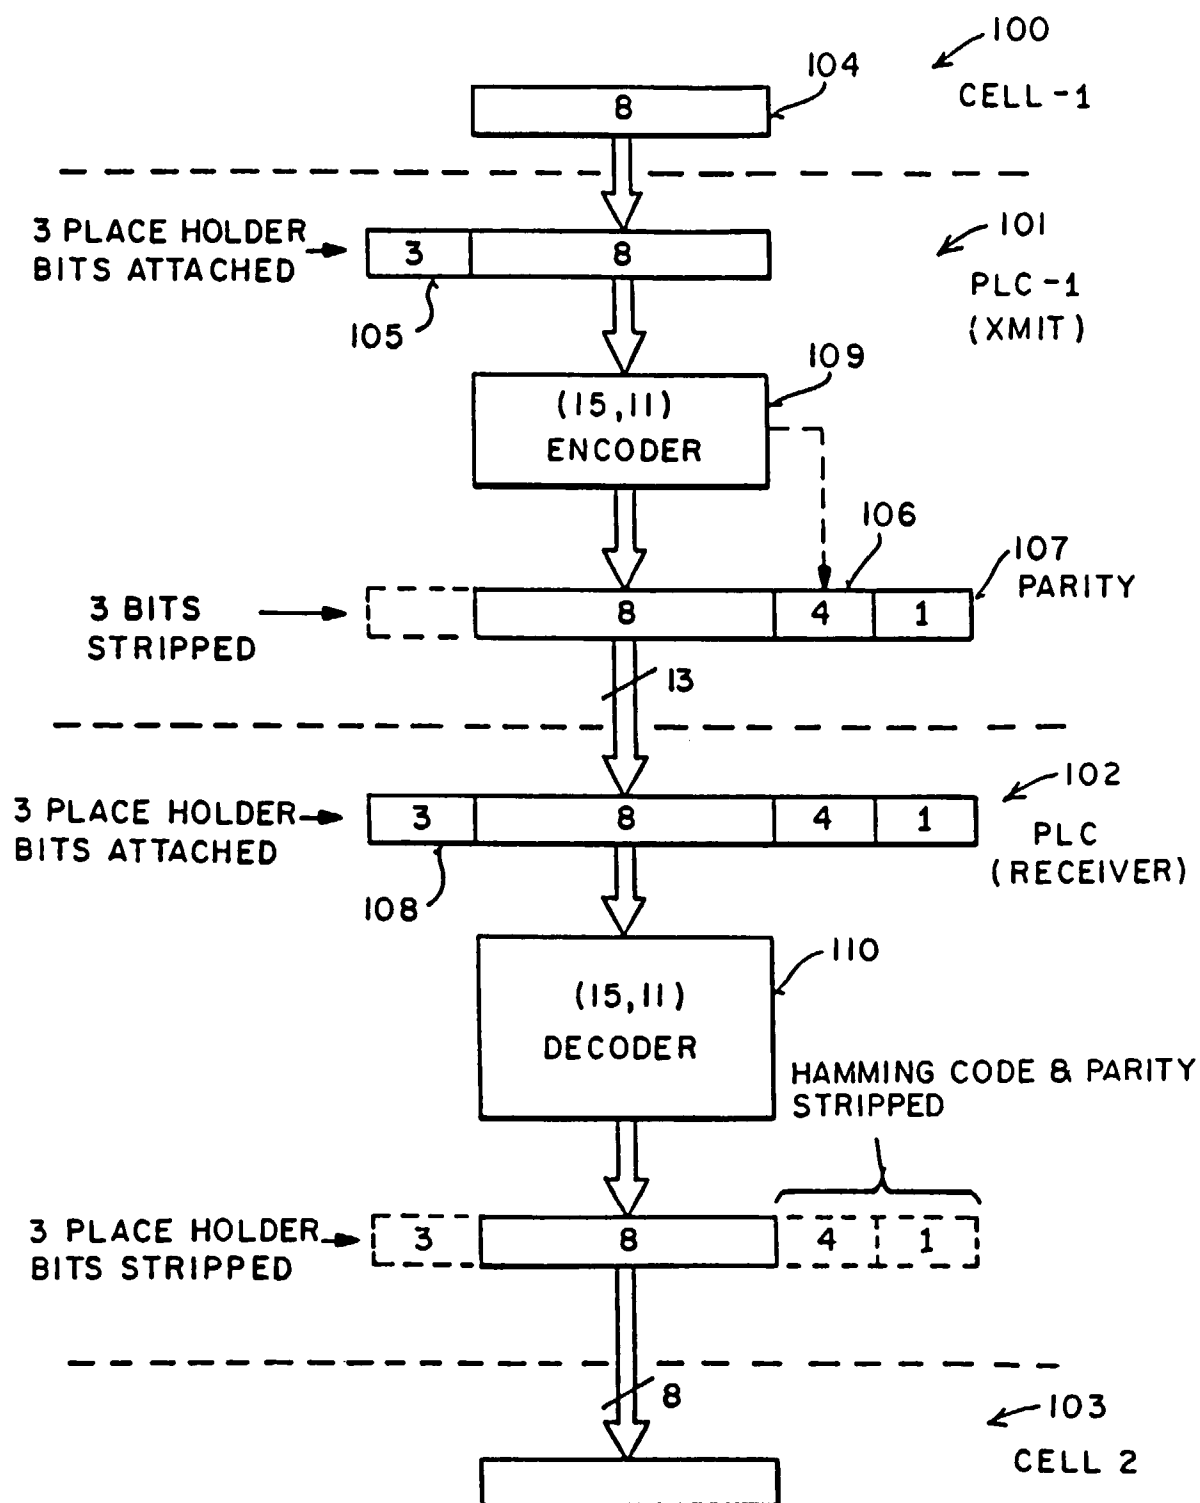 100
CELL-1
104
8
3 PLACE HOLDER
BITS ATTACHED
3
8
101
PLC-1
(XMIT)
105
109
(15,11)
ENCODER
106
107
PARITY
3 BITS
STRIPPED
8
4
1
13
102
PLC
(RECEIVER)
3 PLACE HOLDER
BITS ATTACHED
3
8
4
1
108
110
(15,11)
DECODER
HAMMING CODE & PARITY
STRIPPED
3 PLACE HOLDER
BITS STRIPPED
3
8
4
1
8
103
CELL 2